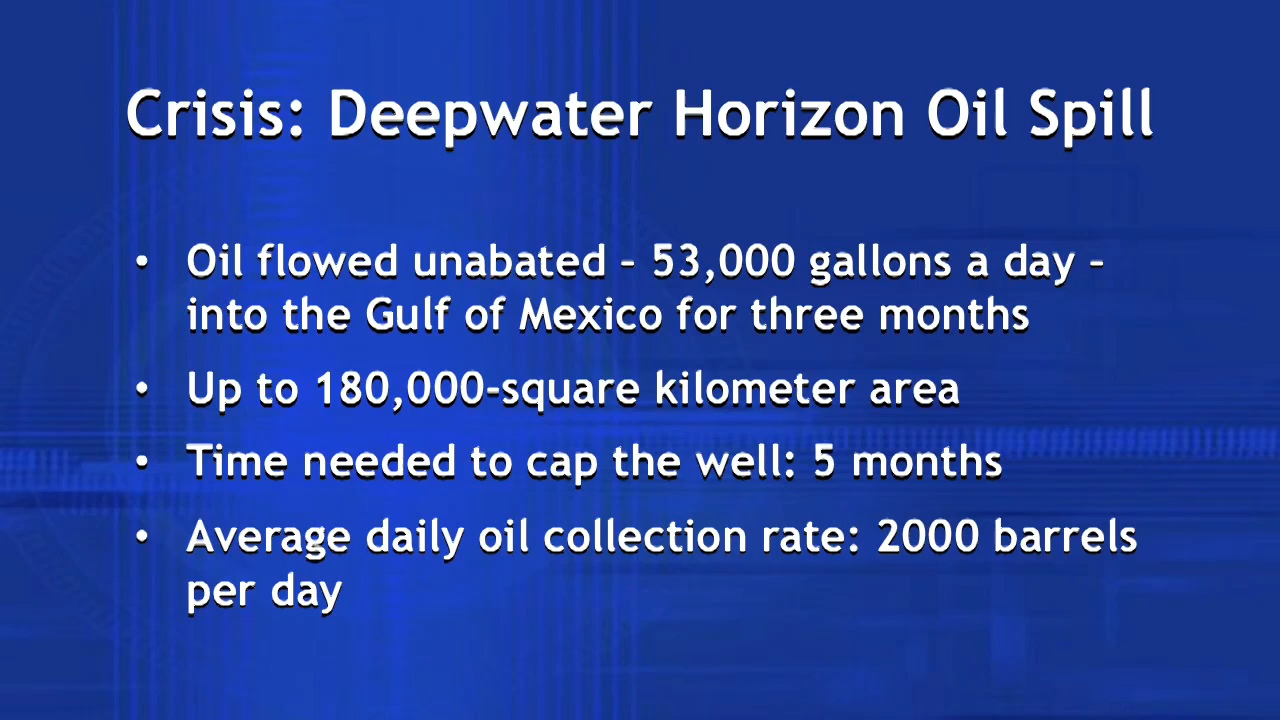 Crisis: Deepwater Horizon Oil Spill
• Oil flowed unabated – 53,000 gallons a day –
into the Gulf of Mexico for three months
• Up to 180,000-square kilometer area
• Time needed to cap the well: 5 months
• Average daily oil collection rate: 2000 barrels
per day